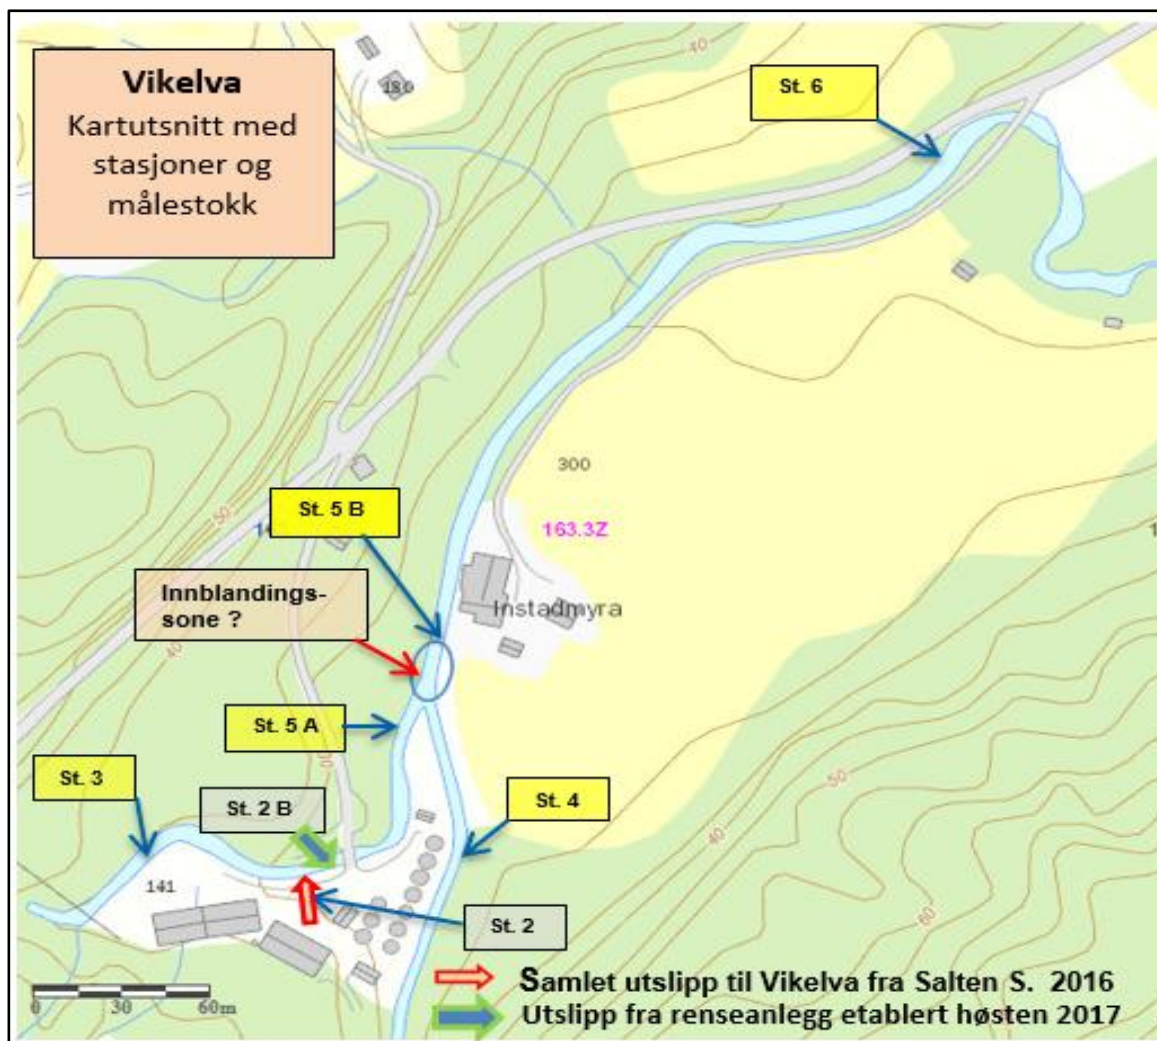 Vikelva
Kartutsnitt med
stasjoner og
målestokk
180
40
St. 6
300
50
St. 5 B
163.3Z
Innblandings-
sone ?
Instadmyra
40
St. 5 A
St. 3
St. 2 B
St. 4
50
40
141
60
St. 2
0 30 60m
Samlet utslipp til Vikelva fra Salten S. 2016
Utslipp fra renseanlegg etablert høsten 2017